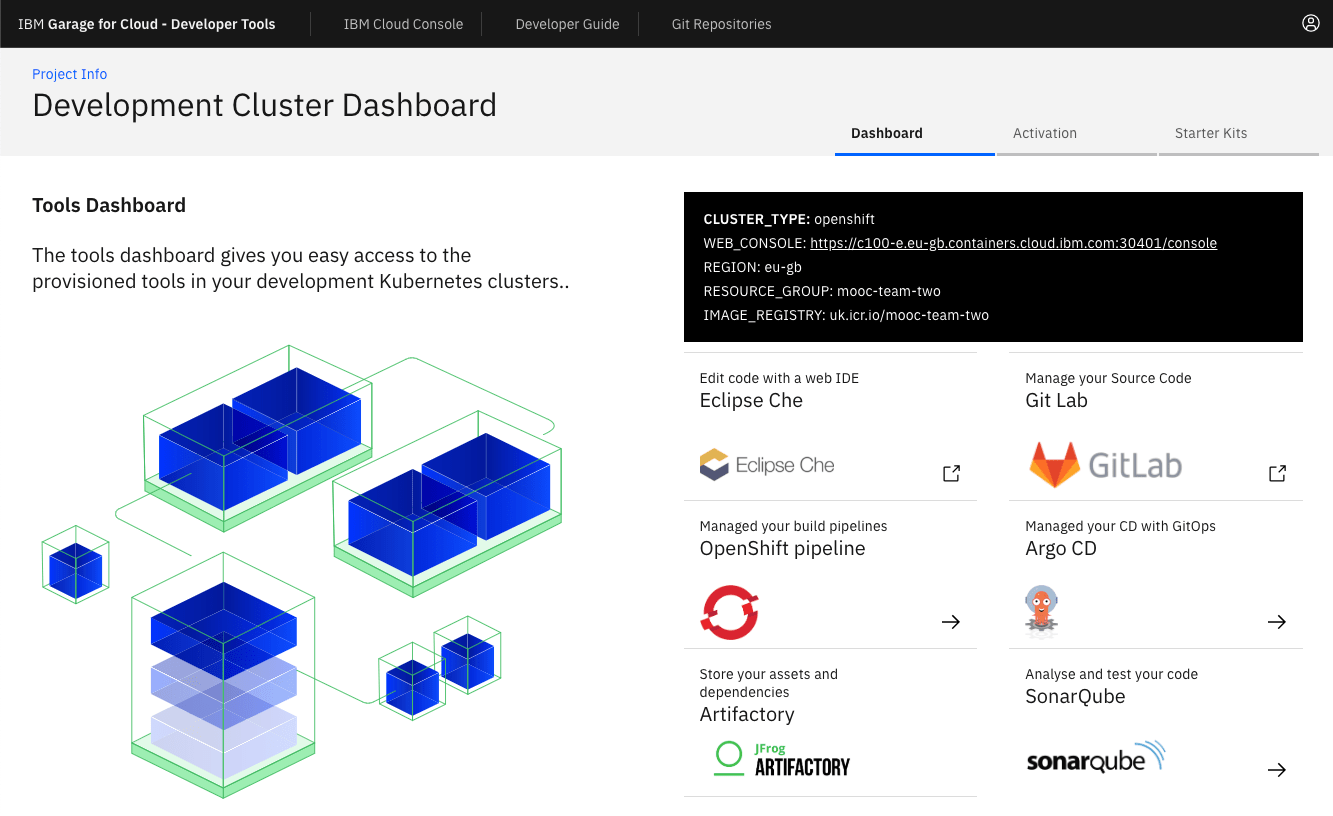 IBM Garage for Cloud - Developer Tools
IBM Cloud Console
Developer Guide
Git Repositories
Project Info
Development Cluster Dashboard
Dashboard
Activation
Starter Kits
Tools Dashboard
The tools dashboard gives you easy access to the
provisioned tools in your development Kubernetes clusters..
CLUSTER_TYPE: openshift
WEB_CONSOLE: https://c100-e.eu-gb.containers.cloud.ibm.com:30401/console
REGION: eu-gb
RESOURCE_GROUP: mooc-team-two
IMAGE_REGISTRY: uk.icr.io/mooc-team-two
Edit code with a web IDE
Eclipse Che
Eclipse Che
Manage your Source Code
Git Lab
GitLab
Managed your build pipelines
OpenShift pipeline
Managed your CD with GitOps
Argo CD
Store your assets and
dependencies
Artifactory
JFrog
ARTIFACTORY
Analyse and test your code
SonarQube
sonarqube